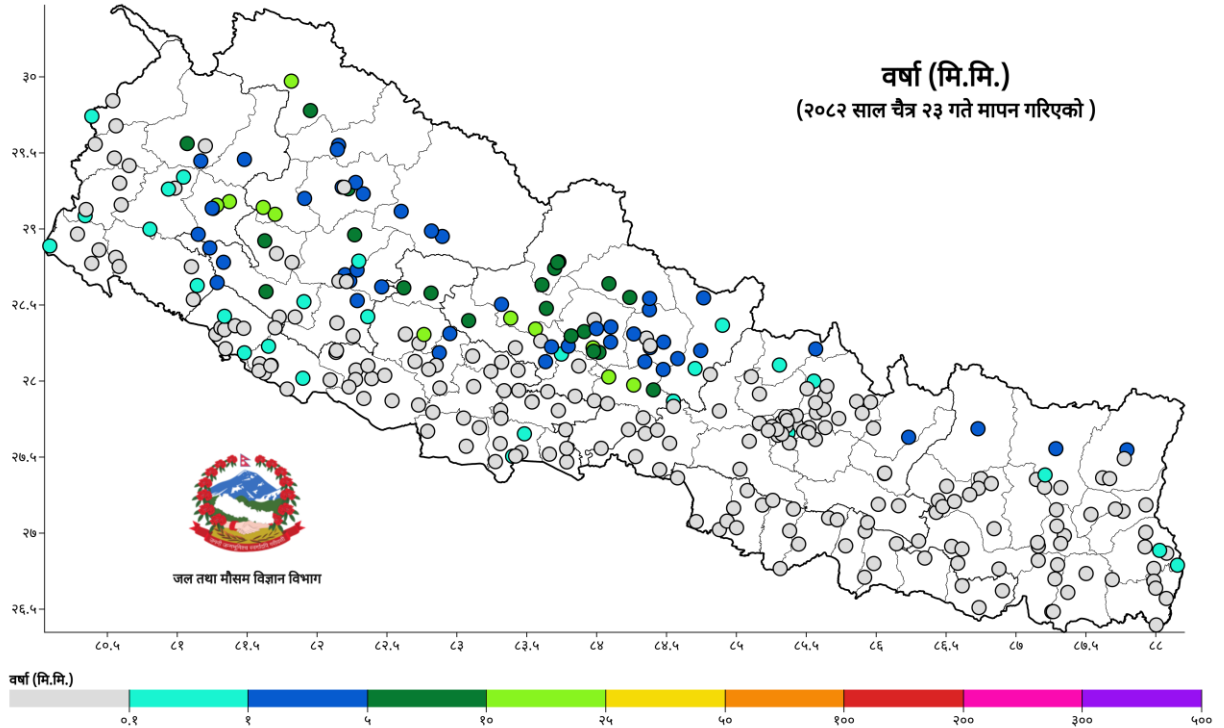 वर्षा (मि.मि.)
(२०८२ साल चैत्र २३ गते मापन गरिएको )
३०
२९.५
२९
२८.५
२८
२७.५
२७
२६.५
जल तथा मौसम विज्ञान विभाग
८०.५ ८१ ८१.५ ८२ ८२.५ ८३ ८३.५ ८४ ८४.५ ८५ ८५.५ ८६ ८६.५ ८७ ८७.५ ८८
वर्षा (मि.मि.)
०.१ १ ५ १० २५ ५० १०० २०० ३०० ५००